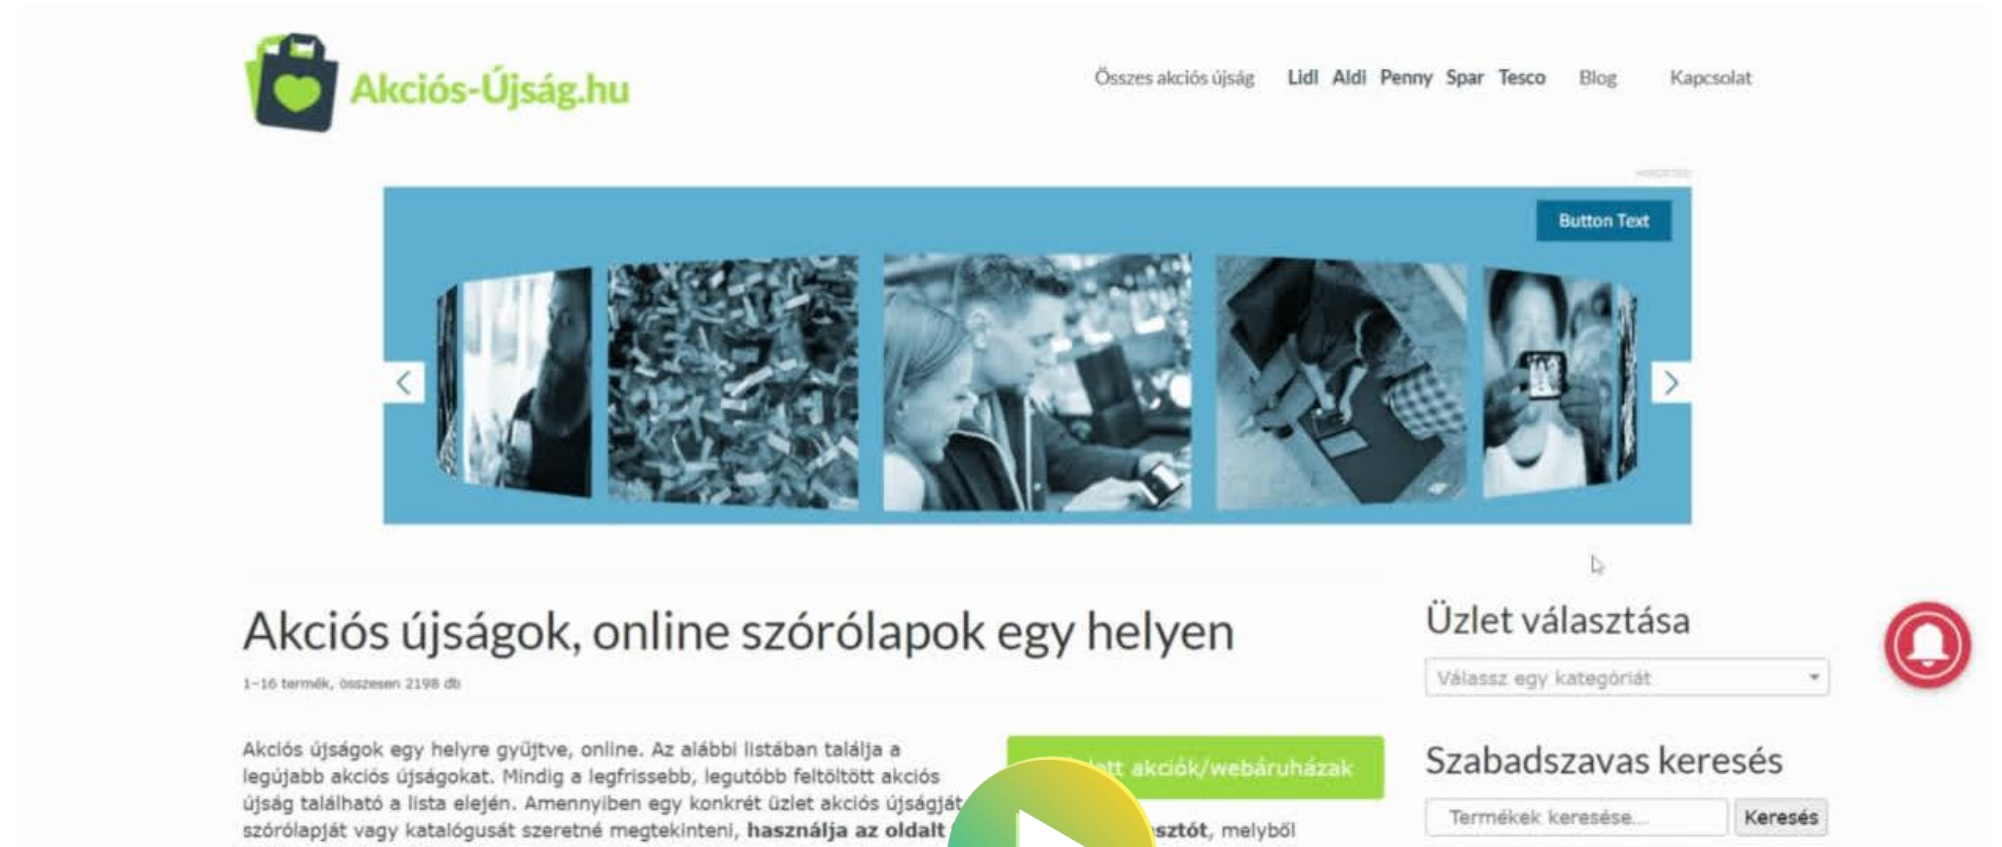 Akciós-Újság.hu
Összes akciós újság Lidl Aldi Penny Spar Tesco Blog Kapcsolat
Button Text
Akciós újságok, online szórólapok egy helyen
1-16 termék, összesen 2198 db
Akciós újságok egy helyre gyűjtve, online. Az alábbi listában találja a
legújabb akciós újságokat. Mindig a legfrissebb, legutóbb feltöltött akciós
újság található a lista elején. Amennyiben egy konkrét üzlet akciós újságját
szórólapját vagy katalógusát szeretné megtekinteni, használja az oldalt melyből
akciók/webáruházak
Üzlet választása
Válassz egy kategóriát
Szabadszavas keresés
Termékek keresése...
Keresés